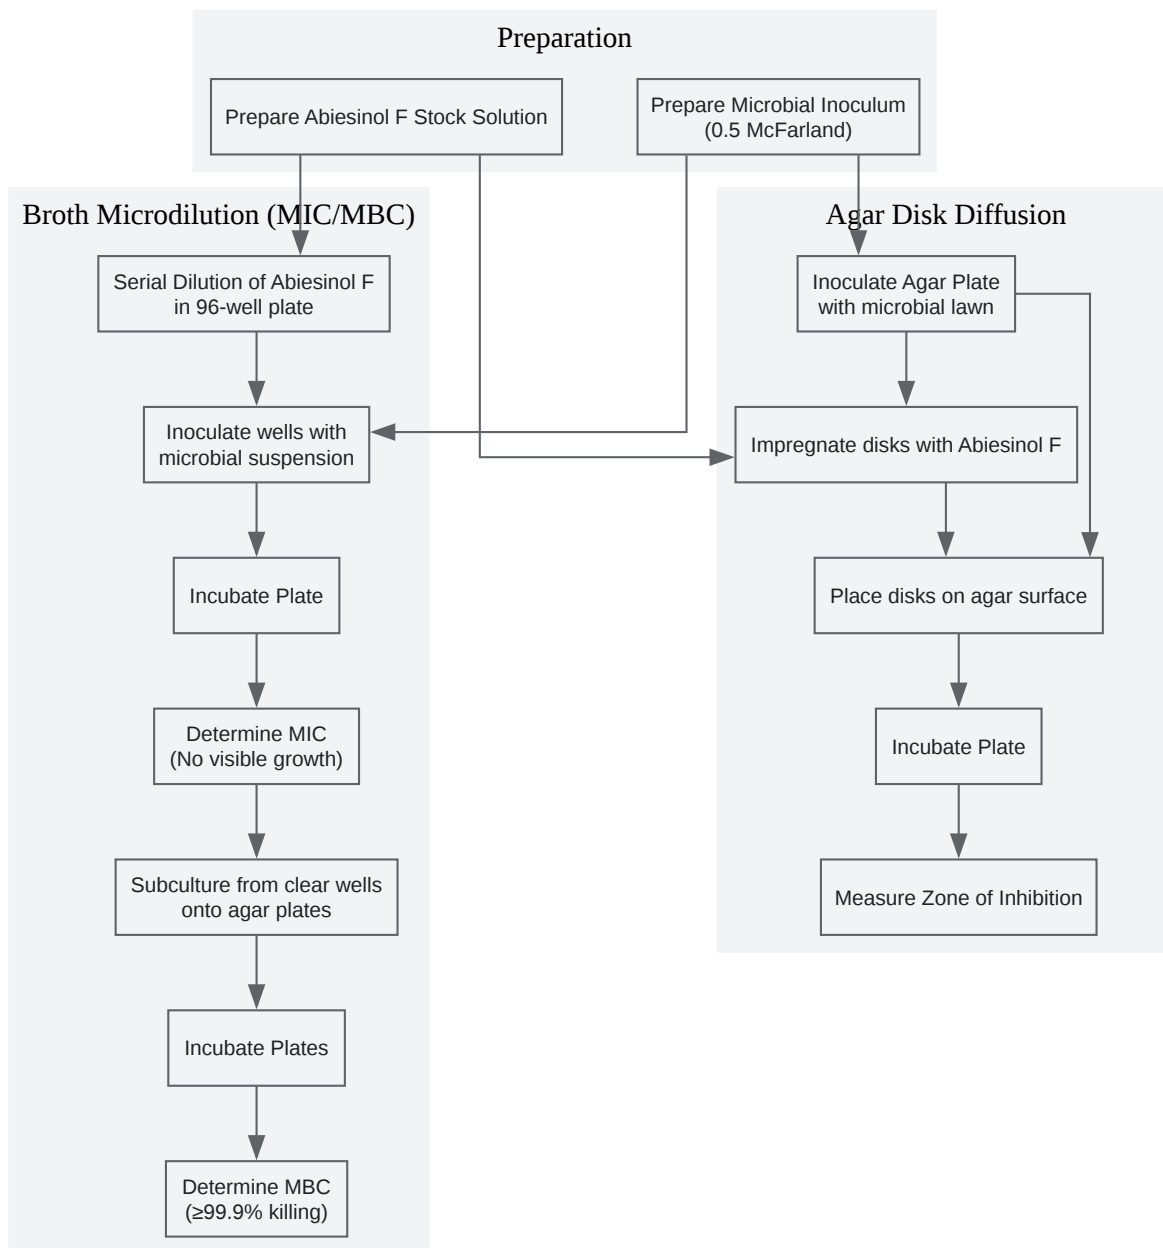 Preparation
Prepare Abiesinol F Stock Solution
Prepare Microbial Inoculum
(0.5 McFarland)
Broth Microdilution (MIC/MBC)
Serial Dilution of Abiesinol F
in 96-well plate
Inoculate wells with
microbial suspension
Incubate Plate
Determine MIC
(No visible growth)
Subculture from clear wells
onto agar plates
Incubate Plates
Determine MBC
(≥99.9% killing)
Agar Disk Diffusion
Inoculate Agar Plate
with microbial lawn
Impregnate disks with Abiesinol F
Place disks on agar surface
Incubate Plate
Measure Zone of Inhibition